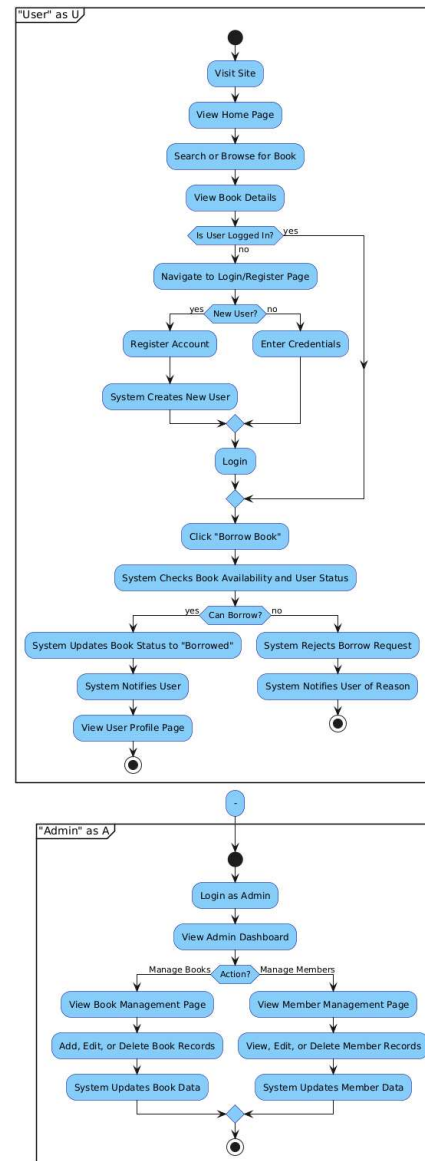 "User" as U
Visit Site
View Home Page
Search or Browse for Book
View Book Details
Is User Logged In?
yes
no
Navigate to Login/Register Page
yes
New User?
no
Register Account
Enter Credentials
System Creates New User
Login
Click "Borrow Book"
System Checks Book Availability and User Status
yes
Can Borrow?
no
System Updates Book Status to "Borrowed"
System Rejects Borrow Request
System Notifies User
System Notifies User of Reason
View User Profile Page
-
"Admin" as A
Login as Admin
View Admin Dashboard
Manage Books
Action?
Manage Members
View Book Management Page
View Member Management Page
Add, Edit, or Delete Book Records
View, Edit, or Delete Member Records
System Updates Book Data
System Updates Member Data